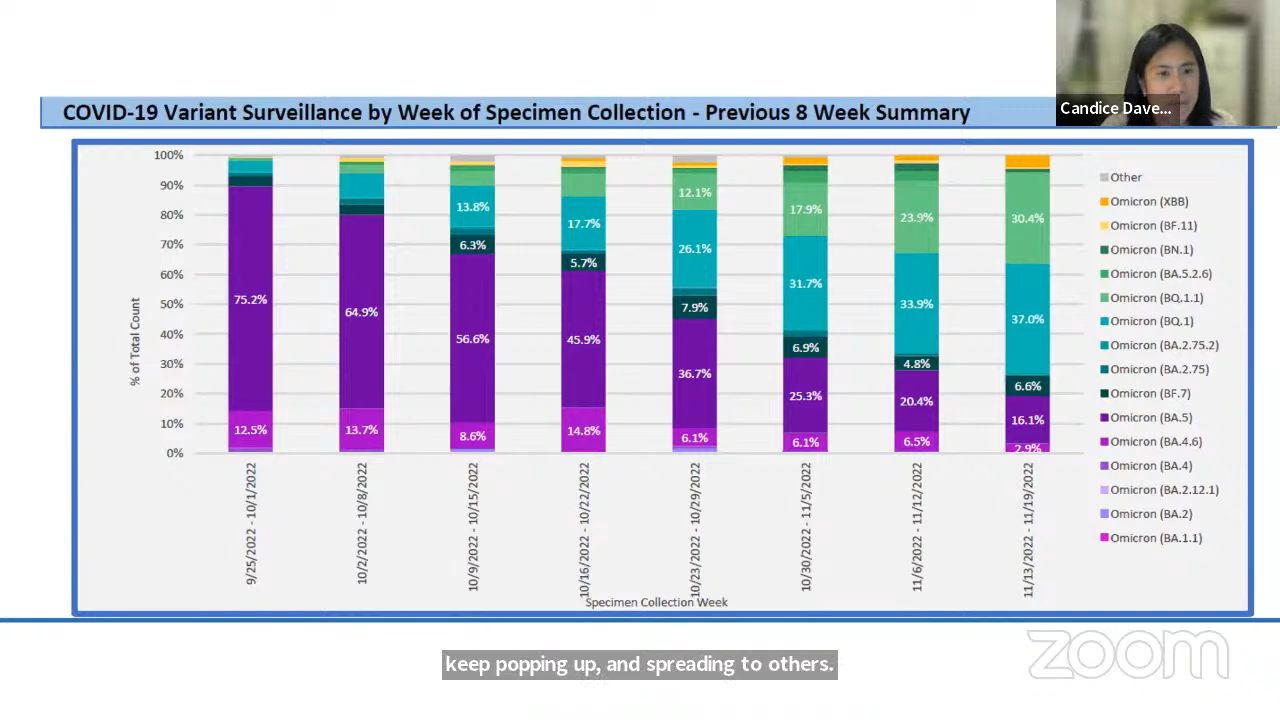 Candice Dave...
COVID-19 Variant Surveillance by Week of Specimen Collection - Previous 8 Week Summary
% of Total Count
100%
90%
80%
70%
60%
50%
40%
30%
20%
10%
0%
75.2%
12.5%
64.9%
13.7%
13.8%
6.3%
56.6%
8.6%
17.7%
5.7%
45.9%
14.8%
12.1%
26.1%
7.9%
36.7%
6.1%
17.9%
31.7%
6.9%
25.3%
6.1%
23.9%
33.9%
4.8%
20.4%
6.5%
30.4%
37.0%
6.6%
16.1%
2.9%
9/25/2022 - 10/1/2022
10/2/2022 - 10/8/2022
10/9/2022 - 10/15/2022
10/16/2022 - 10/22/2022
10/23/2022 - 10/29/2022
10/30/2022 - 11/5/2022
11/6/2022 - 11/12/2022
11/13/2022 - 11/19/2022
Specimen Collection Week
Other
Omicron (XBB)
Omicron (BF.11)
Omicron (BN.1)
Omicron (BA.5.2.6)
Omicron (BQ.1.1)
Omicron (BQ.1)
Omicron (BA.2.75.2)
Omicron (BA.2.75)
Omicron (BF.7)
Omicron (BA.5)
Omicron (BA.4.6)
Omicron (BA.4)
Omicron (BA.2.12.1)
Omicron (BA.2)
Omicron (BA.1.1)
keep popping up, and spreading to others.
zoom